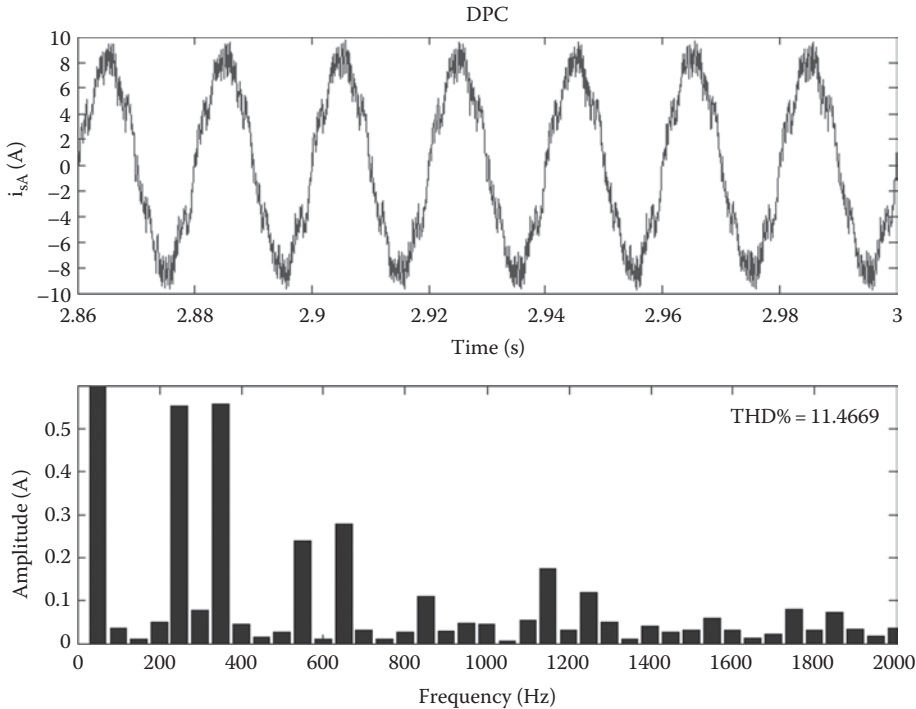 DPC
10
8
6
4
2
0
−2
−4
−6
−8
−10
i_sA (A)
2.86 2.88 2.9 2.92 2.94 2.96 2.98 3
Time (s)
THD% = 11.4669
0.5
0.4
0.3
0.2
0.1
0
Amplitude (A)
0 200 400 600 800 1000 1200 1400 1600 1800 2000
Frequency (Hz)